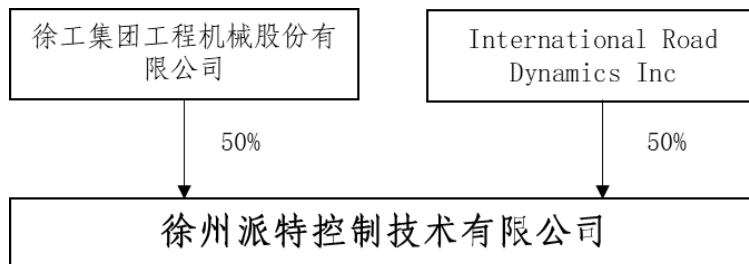 徐工集团工程机械股份有
限公司
International Road
Dynamics Inc
50%
50%
徐州派特控制技术有限公司